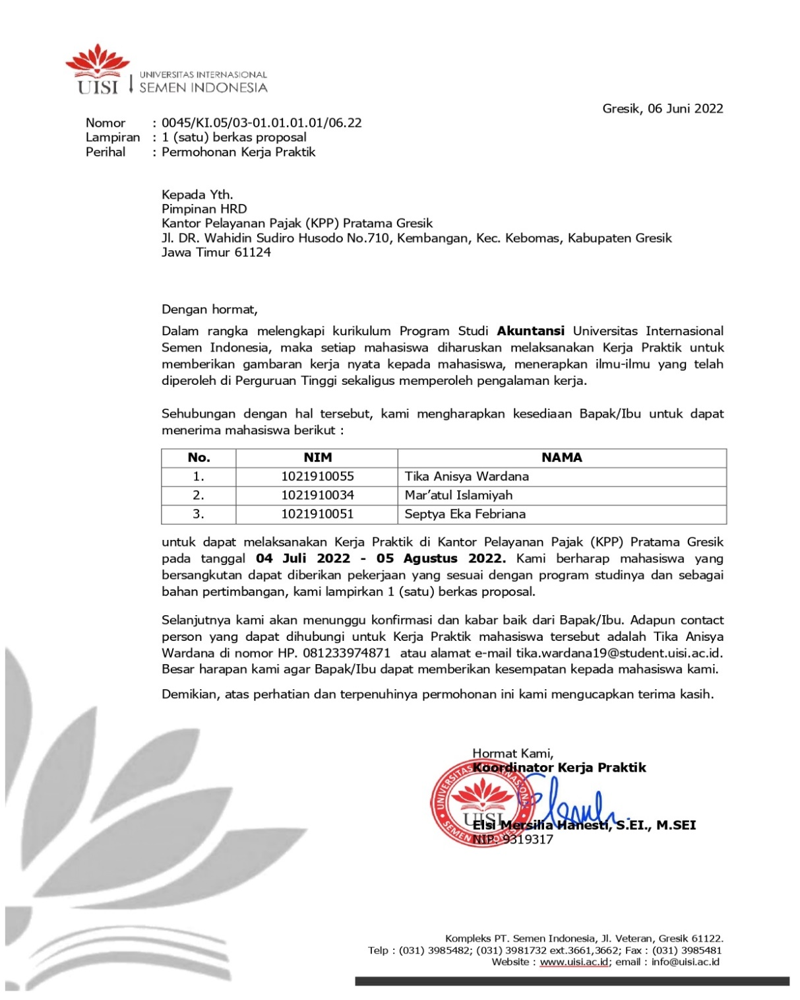 UISI
UNIVERSITAS INTERNASIONAL
SEMEN INDONESIA
Gresik, 06 Juni 2022
Nomor : 0045/KI.05/03-01.01.01.01/06.22
Lampiran : 1 (satu) berkas proposal
Perihal : Permohonan Kerja Praktik
Kepada Yth.
Pimpinan HRD
Kantor Pelayanan Pajak (KPP) Pratama Gresik
Jl. DR. Wahidin Sudiro Husodo No.710, Kembangan, Kec. Kebomas, Kabupaten Gresik
Jawa Timur 61124
Dengan hormat,
Dalam rangka melengkapi kurikulum Program Studi Akuntansi Universitas Internasional
Semen Indonesia, maka setiap mahasiswa diharuskan melaksanakan Kerja Praktik untuk
memberikan gambaran kerja nyata kepada mahasiswa, menerapkan ilmu-ilmu yang telah
diperoleh di Perguruan Tinggi sekaligus memperoleh pengalaman kerja.
Sehubungan dengan hal tersebut, kami mengharapkan kesediaan Bapak/Ibu untuk dapat
menerima mahasiswa berikut :
No. NIM NAMA
1. 1021910055 Tika Anisya Wardana
2. 1021910034 Mar’atul Islamiyah
3. 1021910051 Septya Eka Febriana
untuk dapat melaksanakan Kerja Praktik di Kantor Pelayanan Pajak (KPP) Pratama Gresik
pada tanggal 04 Juli 2022 - 05 Agustus 2022. Kami berharap mahasiswa yang
bersangkutan dapat diberikan pekerjaan yang sesuai dengan program studinya dan sebagai
bahan pertimbangan, kami lampirkan 1 (satu) berkas proposal.
Selanjutnya kami akan menunggu konfirmasi dan kabar baik dari Bapak/Ibu. Adapun contact
person yang dapat dihubungi untuk Kerja Praktik mahasiswa tersebut adalah Tika Anisya
Wardana di nomor HP. 081233974871 atau alamat e-mail tika.wardana19@student.uisi.ac.id.
Besar harapan kami agar Bapak/Ibu dapat memberikan kesempatan kepada mahasiswa kami.
Demikian, atas perhatian dan terpenuhinya permohonan ini kami mengucapkan terima kasih.
Hormat Kami,
Koordinator Kerja Praktik
UNIVERSITAS INTERNASIONAL
UISI
SEMEN INDONESIA
Elsi Mersilia Hanesti, S.EI., M.SEI
NIP. 9319317
Kompleks PT. Semen Indonesia, Jl. Veteran, Gresik 61122.
Telp : (031) 3985482; (031) 3981732 ext.3661,3662; Fax : (031) 3985481
Website : www.uisi.ac.id; email : info@uisi.ac.id